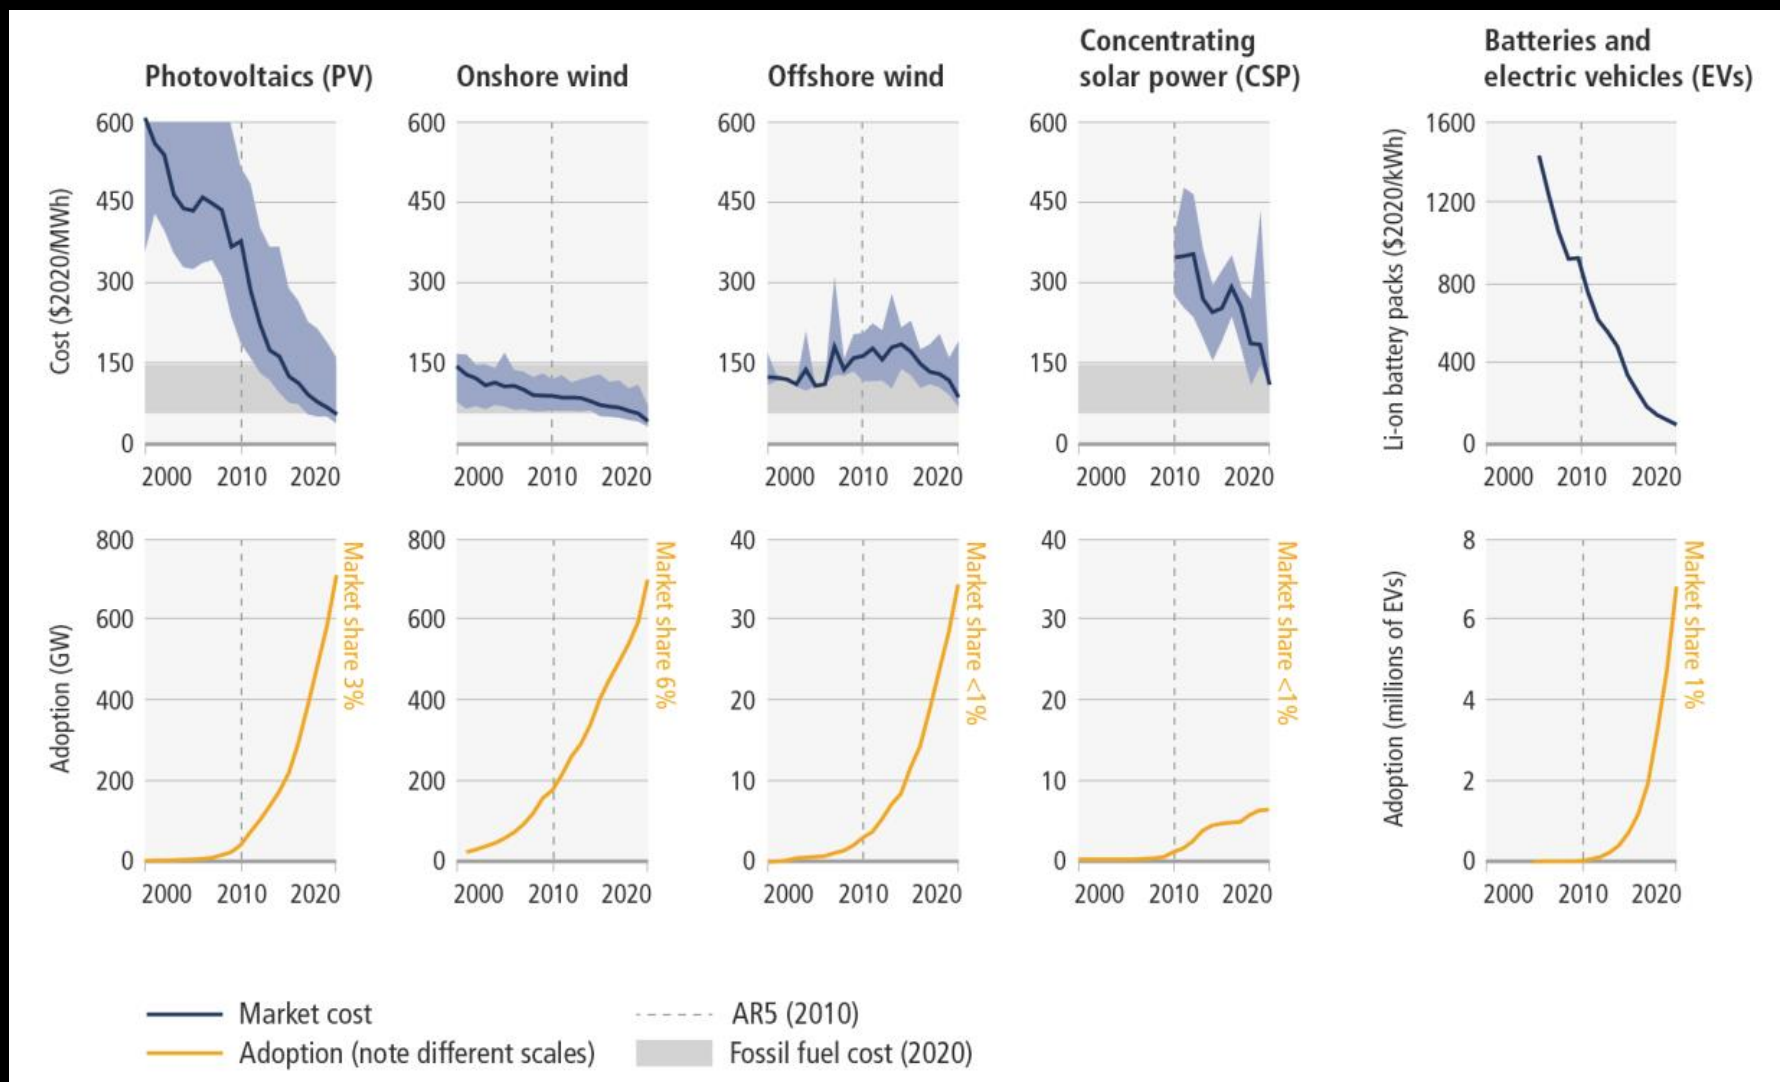 Photovoltaics (PV)
Onshore wind
Offshore wind
Concentrating
solar power (CSP)
Batteries and
electric vehicles (EVs)
Cost ($2020/MWh)
600
450
300
150
0
2000 2010 2020
600
450
300
150
0
2000 2010 2020
600
450
300
150
0
2000 2010 2020
600
450
300
150
0
2000 2010 2020
Li-on battery packs ($2020/kWh)
1600
1200
800
400
0
2000 2010 2020
Adoption (GW)
800
600
400
200
0
2000 2010 2020
Market share 3%
800
600
400
200
0
2000 2010 2020
Market share 6%
40
30
20
10
0
2000 2010 2020
Market share <1%
40
30
20
10
0
2000 2010 2020
Market share <1%
Adoption (millions of EVs)
8
6
4
2
0
2000 2010 2020
Market share 1%
Market cost
Adoption (note different scales)
AR5 (2010)
Fossil fuel cost (2020)